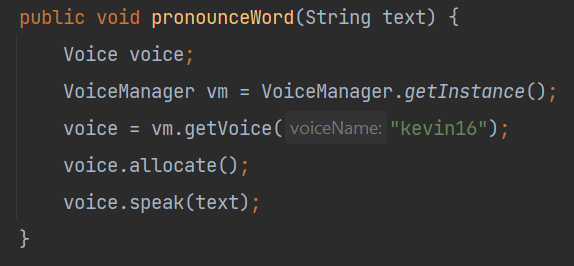 public void pronounceWord(String text) {
Voice voice;
VoiceManager vm = VoiceManager.getInstance();
voice = vm.getVoice( voiceName: "Kevin16");
voice.allocate();
voice.speak(text);
}